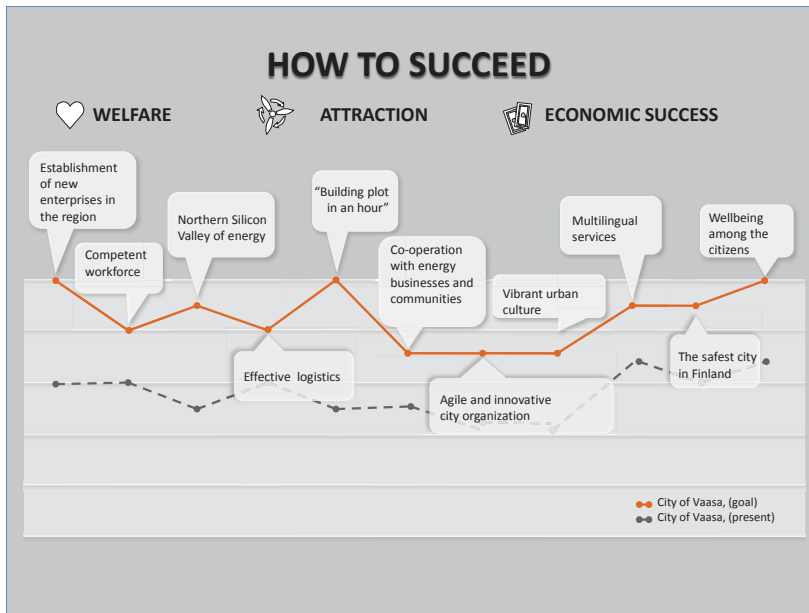 HOW TO SUCCEED
WELFARE
ATTRACTION
ECONOMIC SUCCESS
Establishment
of new
enterprises in
the region
Competent
workforce
Northern Silicon
Valley of energy
Effective logistics
“Building plot
in an hour”
Co-operation
with energy
businesses and
communities
Agile and innovative
city organization
Vibrant urban
culture
Multilingual
services
The safest city
in Finland
Wellbeing
among the
citizens
City of Vaasa, (goal)
City of Vaasa, (present)